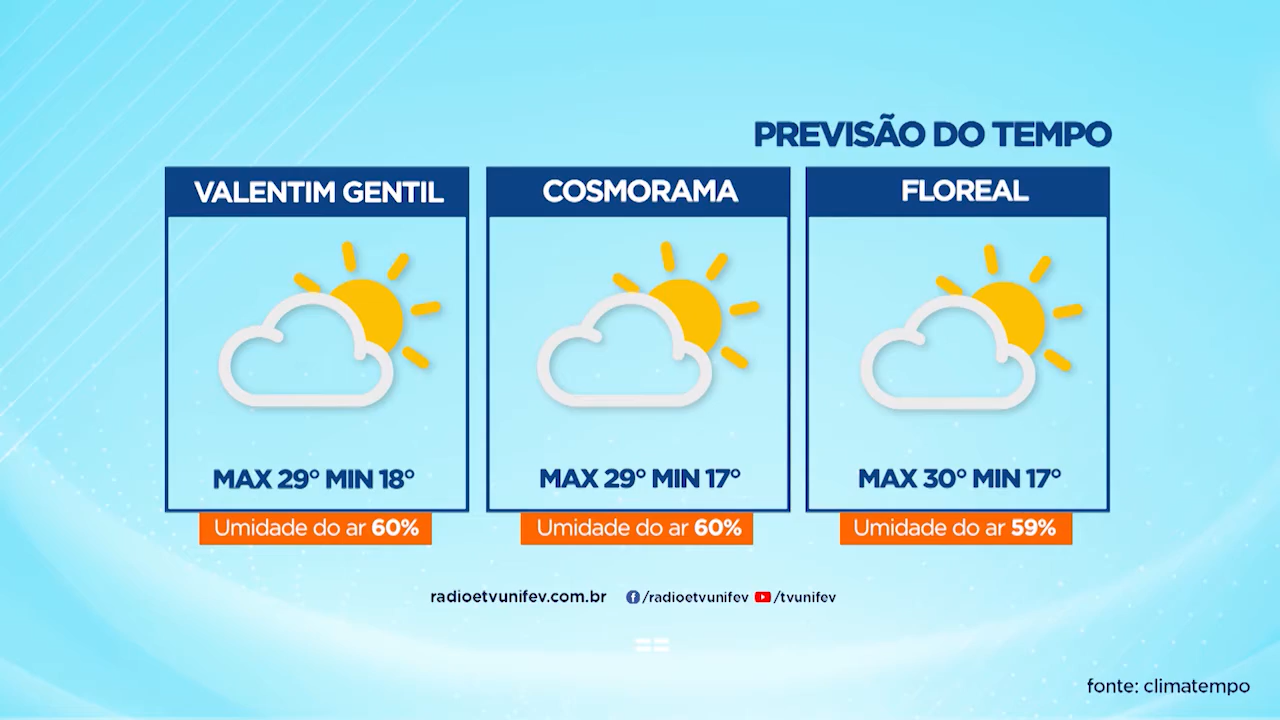 PREVISÃO DO TEMPO
VALENTIM GENTIL
MAX 29° MIN 18°
Umidade do ar 60%
COSMORAMA
MAX 29° MIN 17°
Umidade do ar 60%
FLOREAL
MAX 30° MIN 17°
Umidade do ar 59%
radioetvunifev.com.br /radioetvunifev /tvunifev
fonte: climatempo